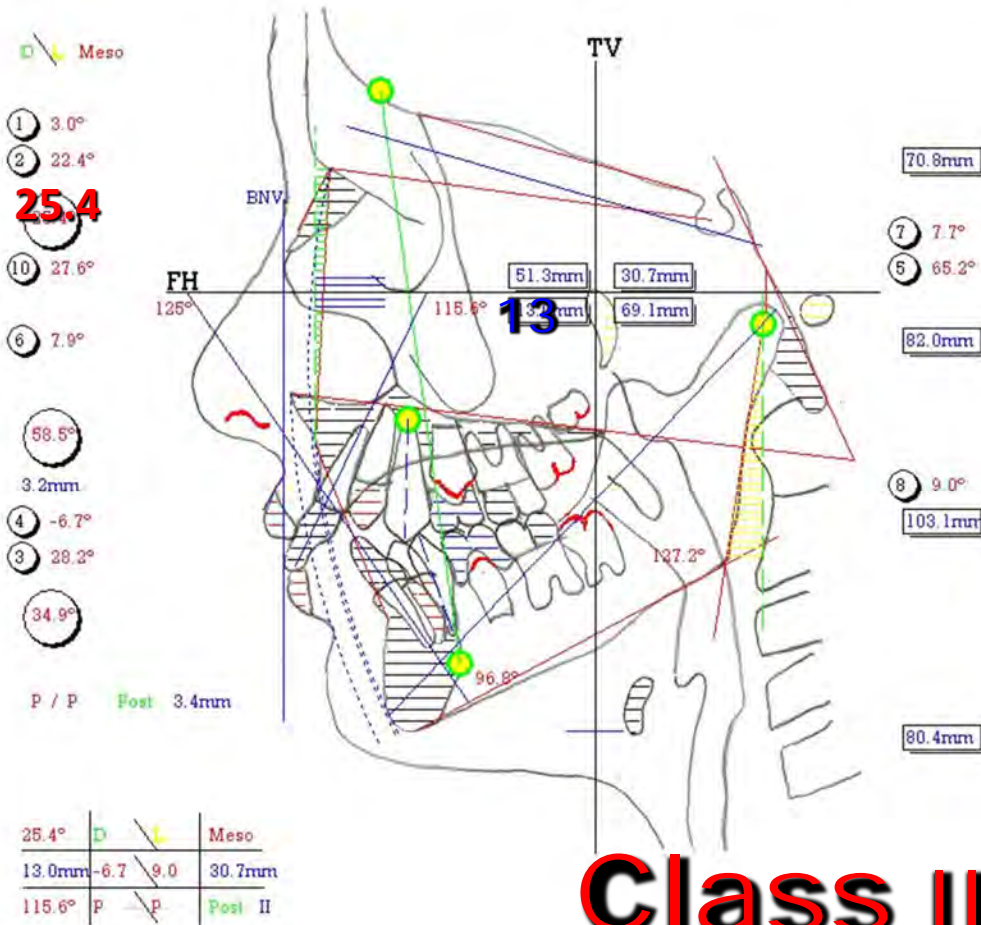 TV
D L Meso
1 3.0°
2 22.4°
70.8mm
BNV
25.4
7 7.7°
10 27.6°
5 65.2°
FH
51.3mm 30.7mm
125° 115.6° 13 69.1mm
6 7.9°
82.0mm
58.5°
3.2mm
8 9.0°
4 -6.7°
103.1mm
3 28.2°
127.2°
34.9°
96.8°
P / P Post 3.4mm
80.4mm
25.4° D L Meso
13.0mm -6.7 9.0 30.7mm
115.6° P P Post II
Class II